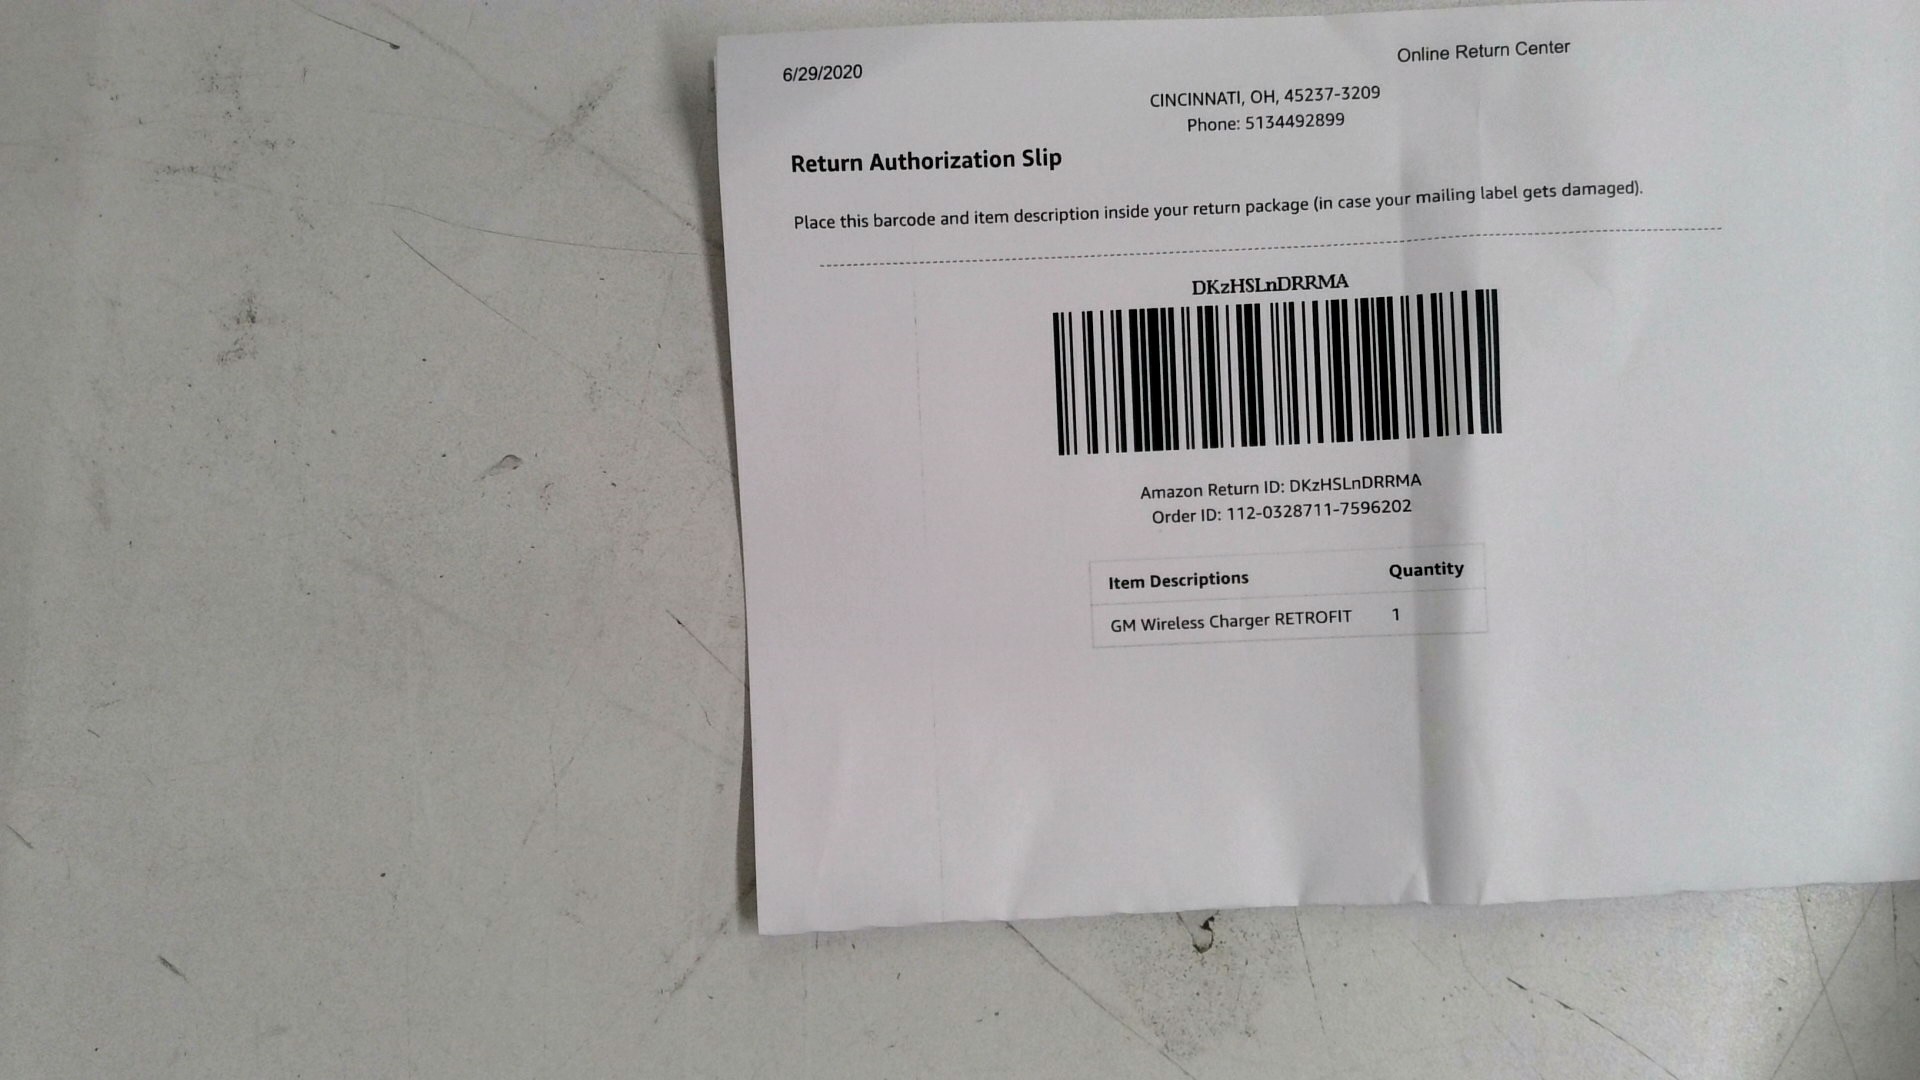 6/29/2020
Online Return Center
CINCINNATI, OH, 45237-3209
Phone: 5134492899
Return Authorization Slip
Place this barcode and item description inside your return package (in case your mailing label gets damaged).
DKzHSLnDRRMA
Amazon Return ID: DKzHSLnDRRMA
Order ID: 112-0328711-7596202
Item Descriptions Quantity
GM Wireless Charger RETROFIT 1